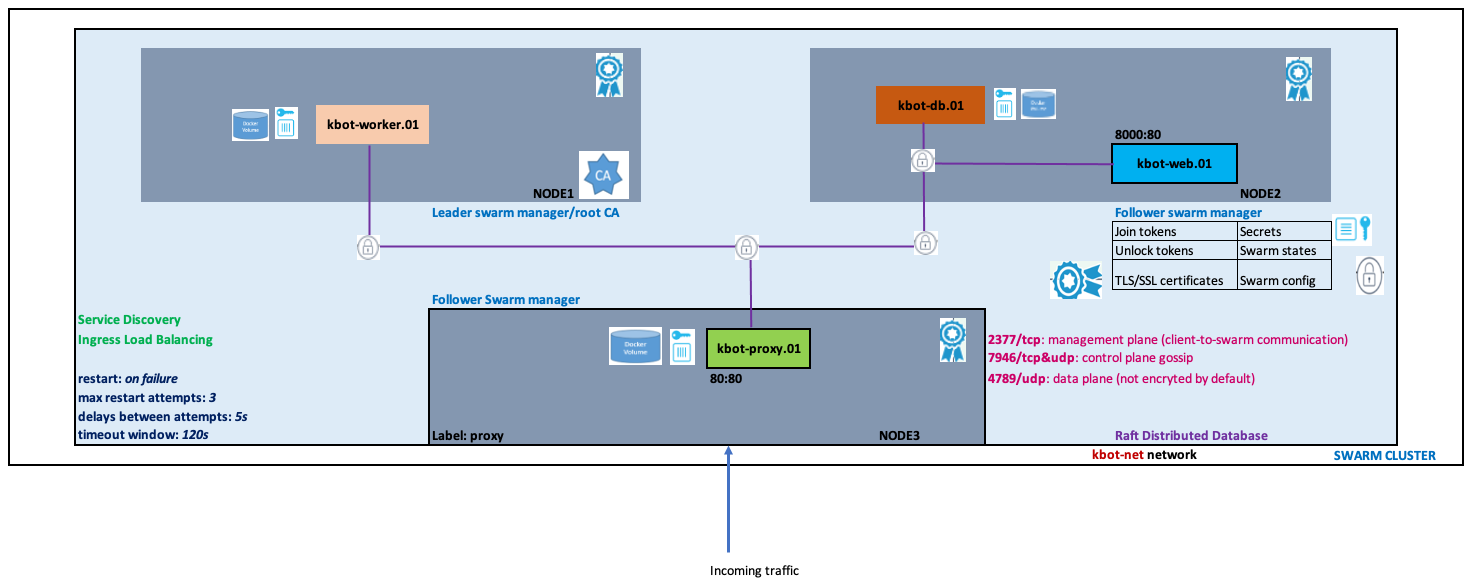 kbot-worker.01
Docker
Volume
CA
NODE1
Leader swarm manager/root CA
kbot-db.01
Docker
Volume
8000:80
kbot-web.01
NODE2
Follower swarm manager
Join tokens Secrets
Unlock tokens Swarm states
TLS/SSL certificates Swarm config
Follower Swarm manager
Docker
Volume
kbot-proxy.01
80:80
Label: proxy
NODE3
Service Discovery
Ingress Load Balancing
restart: on failure
max restart attempts: 3
delays between attempts: 5s
timeout window: 120s
2377/tcp: management plane (client-to-swarm communication)
7946/tcp&udp: control plane gossip
4789/udp: data plane (not encryted by default)
Raft Distributed Database
kbot-net network
SWARM CLUSTER
Incoming traffic